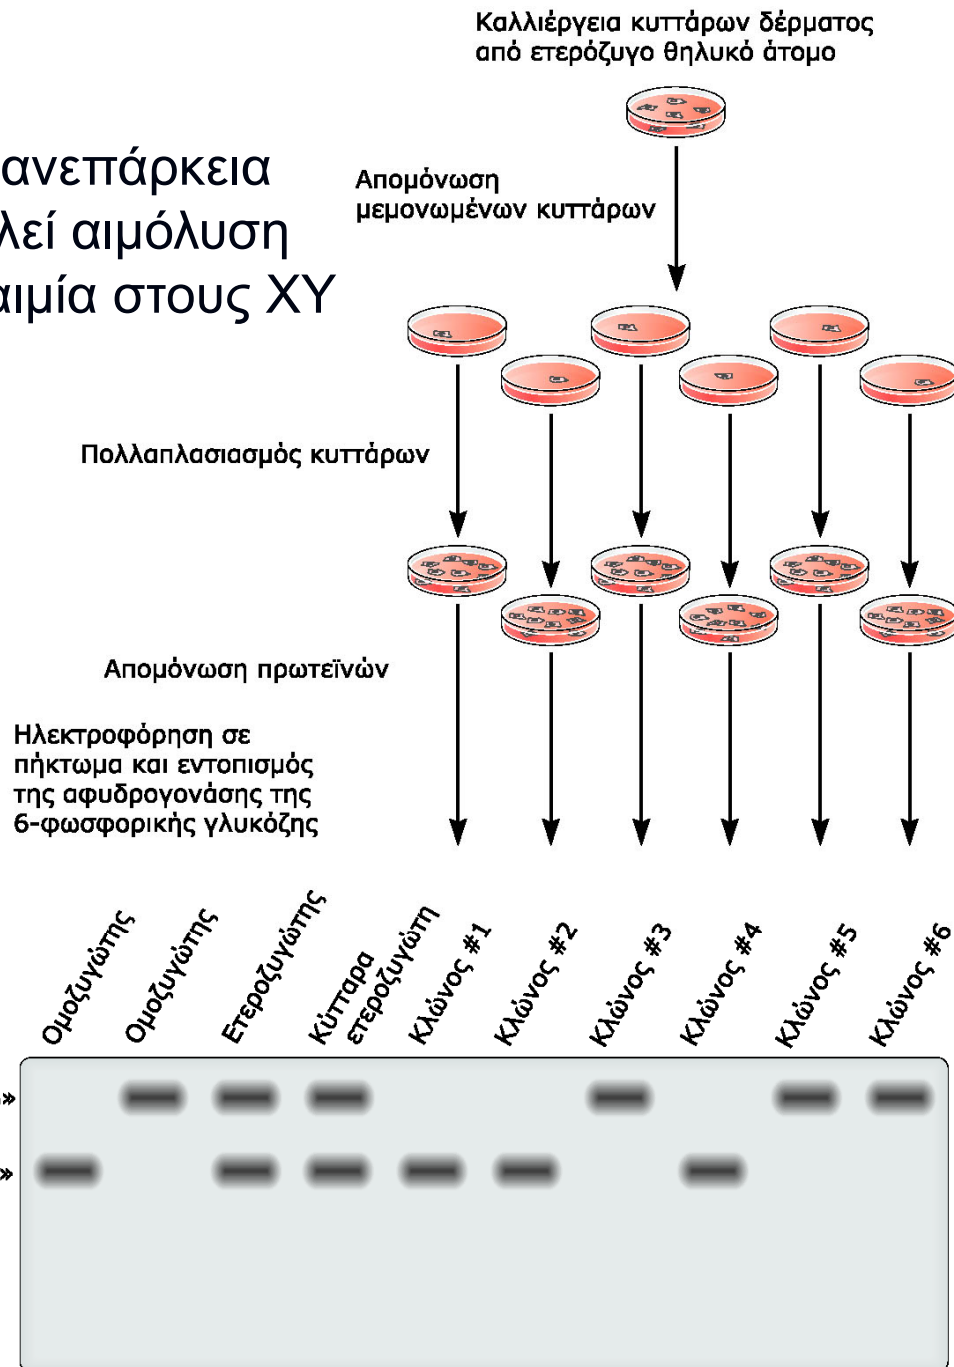 Καλλιέργεια κυττάρων δέρματος
από ετερόζυγο θηλυκό άτομο
ανεπάρκεια
λεί αιμόλυση
αιμία στους ΧΥ
Απομόνωση
μεμονωμένων κυττάρων
Πολλαπλασιασμός κυττάρων
Απομόνωση πρωτεϊνών
Ηλεκτροφόρηση σε
πήκτωμα και εντοπισμός
της αφυδρογονάσης της
6-φωσφορικής γλυκόζης
Ομοζυγώτης
Ομοζυγώτης
Ετεροζυγώτης
Κύτταρα
ετεροζυγώτη
Κλώνος #1
Κλώνος #2
Κλώνος #3
Κλώνος #4
Κλώνος #5
Κλώνος #6
»
»